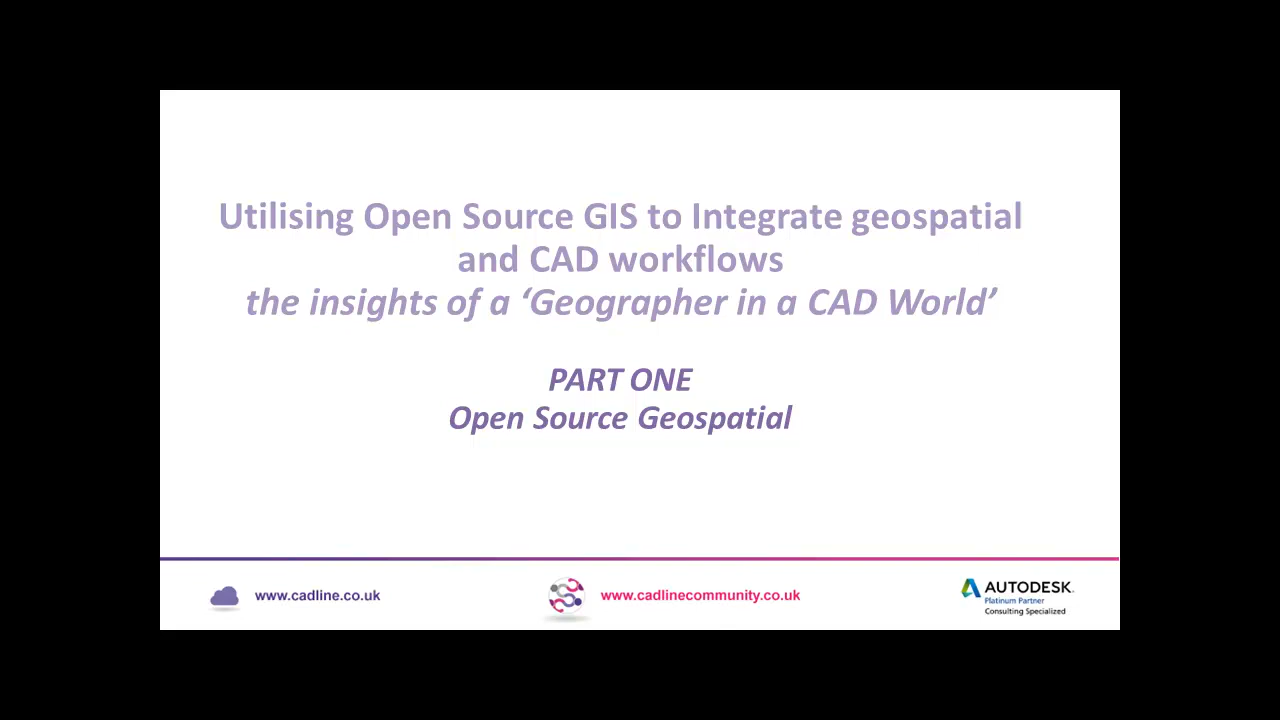 Utilising Open Source GIS to Integrate geospatial
and CAD workflows
the insights of a ‘Geographer in a CAD World’
PART ONE
Open Source Geospatial
www.cadline.co.uk
www.cadlinecommunity.co.uk
AUTODESK.
Platinum Partner
Consulting Specialized